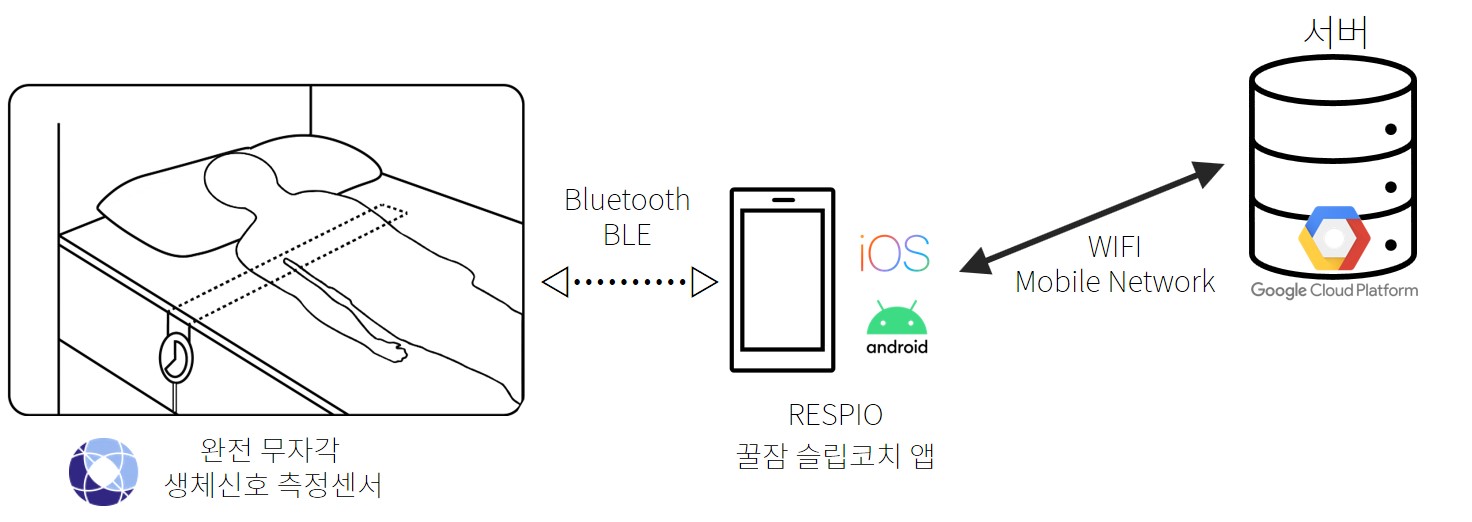 서버
Bluetooth
BLE
iOS
android
WIFI
Mobile Network
Google Cloud Platform
RESPIO
꿀잠 슬립코치 앱
완전 무자각
생체신호 측정센서